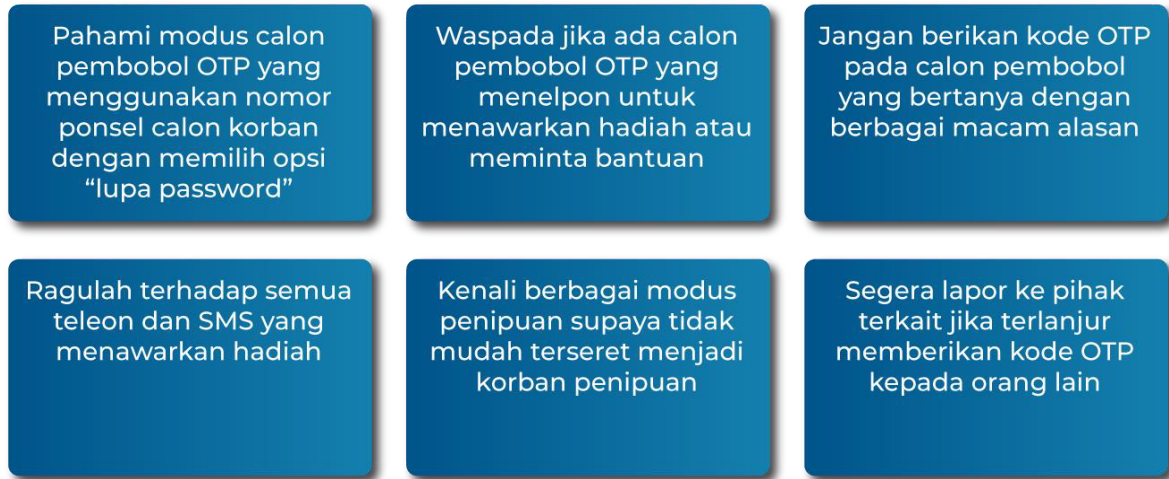 Pahami modus calon
pembobol OTP yang
menggunakan nomor
ponsel calon korban
dengan memilih opsi
“lupa password”
Waspada jika ada calon
pembobol OTP yang
menelpon untuk
menawarkan hadiah atau
meminta bantuan
Jangan berikan kode OTP
pada calon pembobol
yang bertanya dengan
berbagai macam alasan
Ragulah terhadap semua
teleon dan SMS yang
menawarkan hadiah
Kenali berbagai modus
penipuan supaya tidak
mudah terseret menjadi
korban penipuan
Segera lapor ke pihak
terkait jika terlanjur
memberikan kode OTP
kepada orang lain